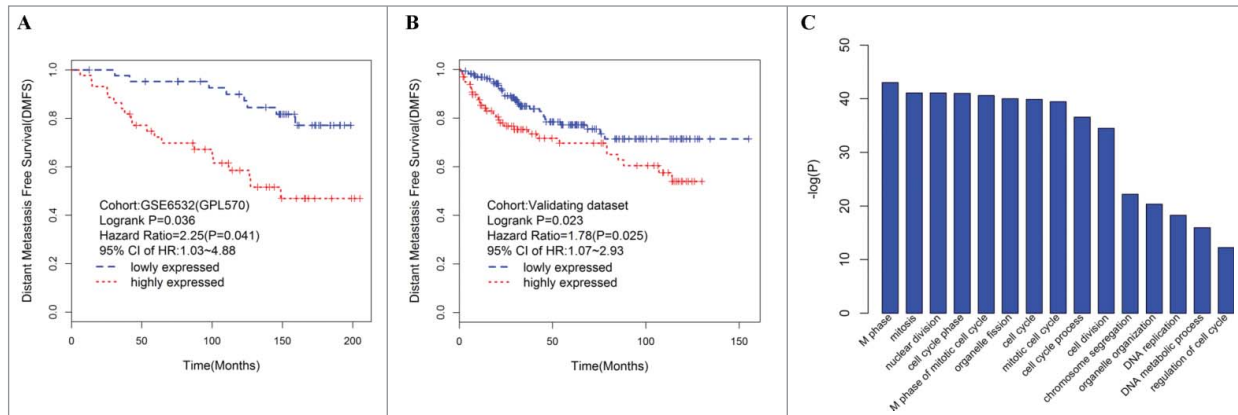 A
Distant Metastasis Free Survival(DMFS)
1.0
0.8
0.6
0.4
0.2
0.0
Cohort:GSE6532(GPL570)
Logrank P=0.036
Hazard Ratio=2.25(P=0.041)
95% CI of HR:1.03~4.88
lowly expressed
highly expressed
0 50 100 150 200
Time(Months)
B
Distant Metastasis Free Survival(DMFS)
1.0
0.8
0.6
0.4
0.2
0.0
Cohort:Validating dataset
Logrank P=0.023
Hazard Ratio=1.78(P=0.025)
95% CI of HR:1.07~2.93
lowly expressed
highly expressed
0 50 100 150
Time(Months)
C
-log(P)
50
40
30
20
10
0
M phase
mitosis
nuclear division
cell cycle phase
M phase of mitotic cell cycle
organelle fission
cell cycle
mitotic cell cycle
cell cycle process
cell division
chromosome segregation
organelle organization
DNA replication
DNA metabolic process
regulation of cell cycle